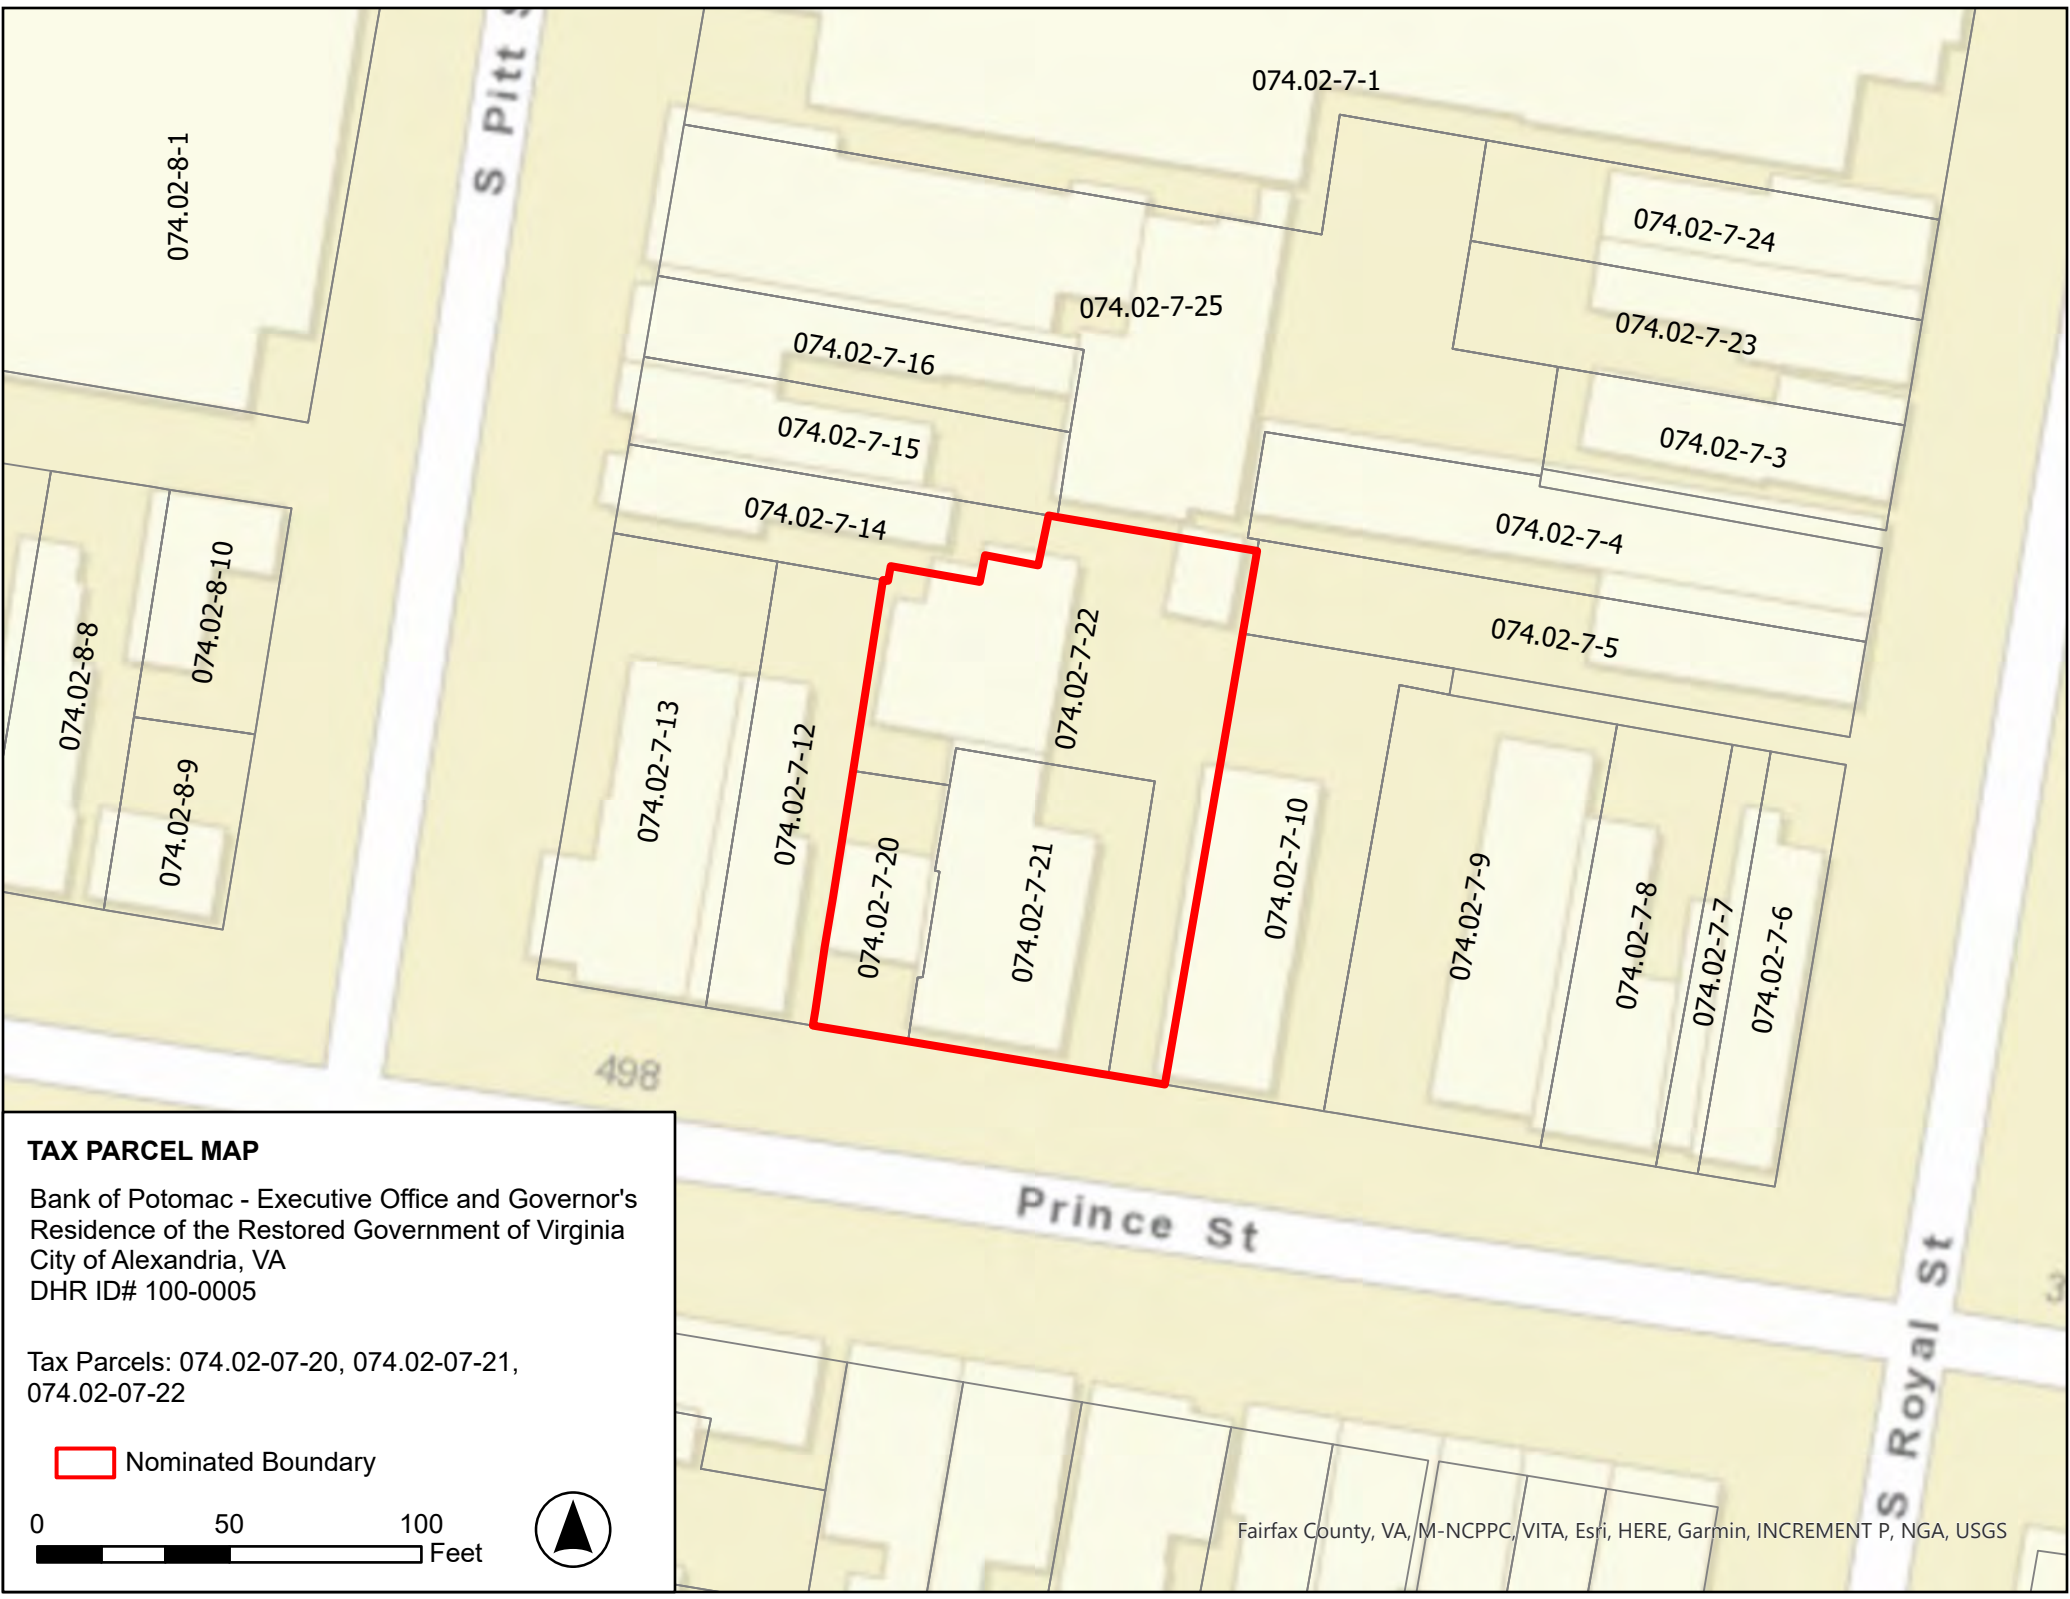 S Pitt
074.02-7-1
074.02-8-1
074.02-7-24
074.02-7-25
074.02-7-23
074.02-7-16
074.02-7-15
074.02-7-3
074.02-7-14
074.02-7-4
074.02-8-10
074.02-8-8
074.02-7-22
074.02-7-5
074.02-7-13
074.02-7-12
074.02-8-9
074.02-7-20
074.02-7-21
074.02-7-10
074.02-7-9
074.02-7-8
074.02-7-7
074.02-7-6
498
Prince St
S Royal St
TAX PARCEL MAP
Bank of Potomac - Executive Office and Governor's
Residence of the Restored Government of Virginia
City of Alexandria, VA
DHR ID# 100-0005
Tax Parcels: 074.02-07-20, 074.02-07-21,
074.02-07-22
Nominated Boundary
0 50 100
Feet
Fairfax County, VA, M-NCPPC, VITA, Esri, HERE, Garmin, INCREMENT P, NGA, USGS